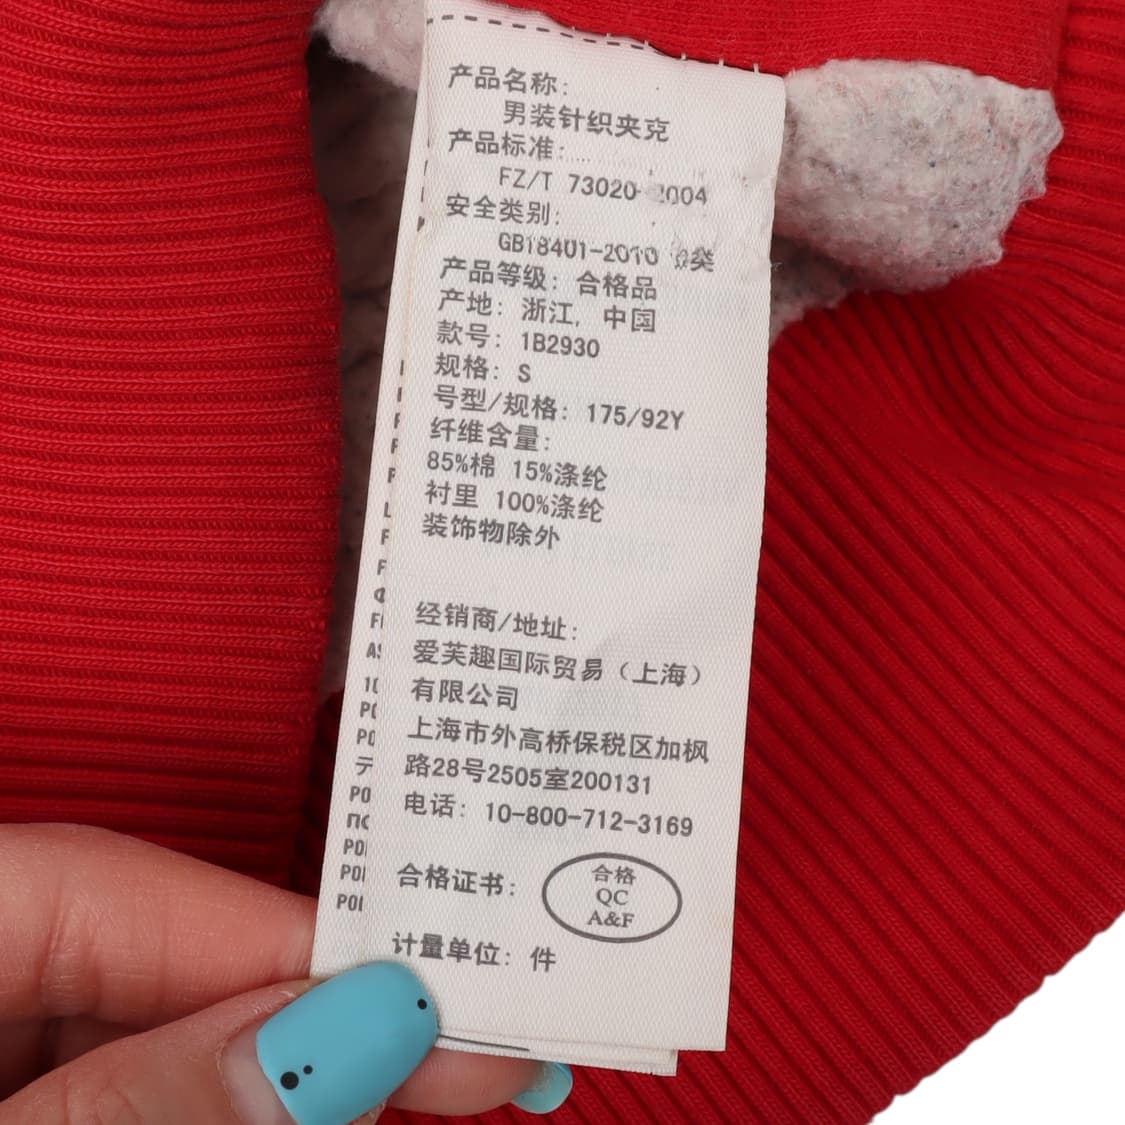 产品名称:
男装针织夹克
产品标准:
FZ/T 73020-2004
安全类别:
GB18401-2010 类
产品等级: 合格品
产地: 浙江, 中国
款号: 1B2930
规格: S
号型/规格: 175/92Y
纤维含量:
85%棉 15%涤纶
衬里 100%涤纶
装饰物除外
经销商/地址:
爱芙趣国际贸易（上海）
有限公司
上海市外高桥保税区加枫
路28号2505室200131
电话: 10-800-712-3169
合格证书:
合格
QC
A&F
计量单位: 件